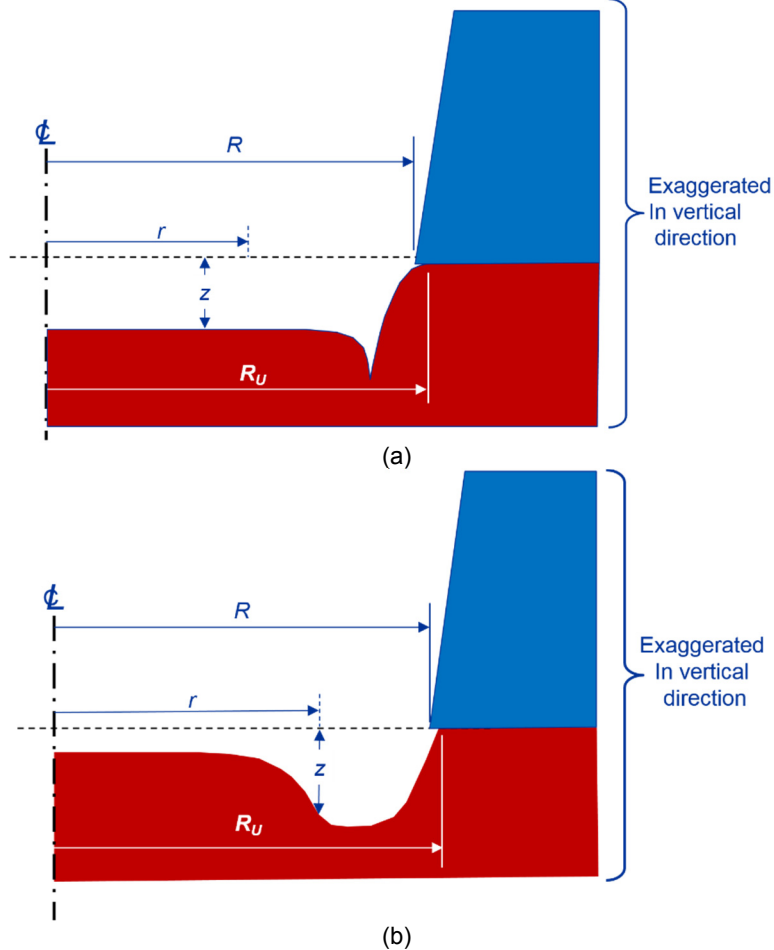 ℄
R
r
z
Exaggerated
In vertical
direction
R_U
(a)
℄
R
r
z
Exaggerated
In vertical
direction
R_U
(b)